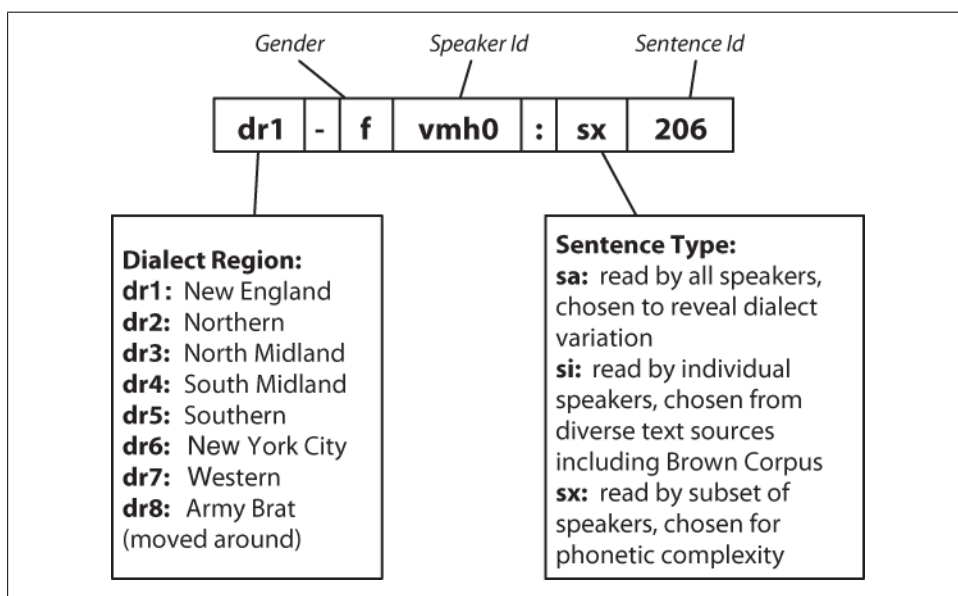 Gender Speaker Id Sentence Id
dr1 - f vmh0 : sx 206
Dialect Region:
dr1: New England
dr2: Northern
dr3: North Midland
dr4: South Midland
dr5: Southern
dr6: New York City
dr7: Western
dr8: Army Brat
(moved around)
Sentence Type:
sa: read by all speakers,
chosen to reveal dialect
variation
si: read by individual
speakers, chosen from
diverse text sources
including Brown Corpus
sx: read by subset of
speakers, chosen for
phonetic complexity